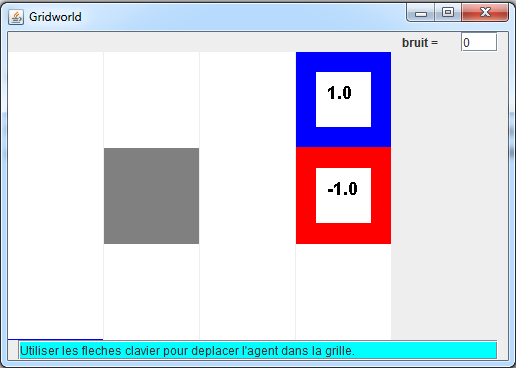 Gridworld
bruit = 0
1.0
-1.0
Utiliser les fleches clavier pour deplacer l'agent dans la grille.